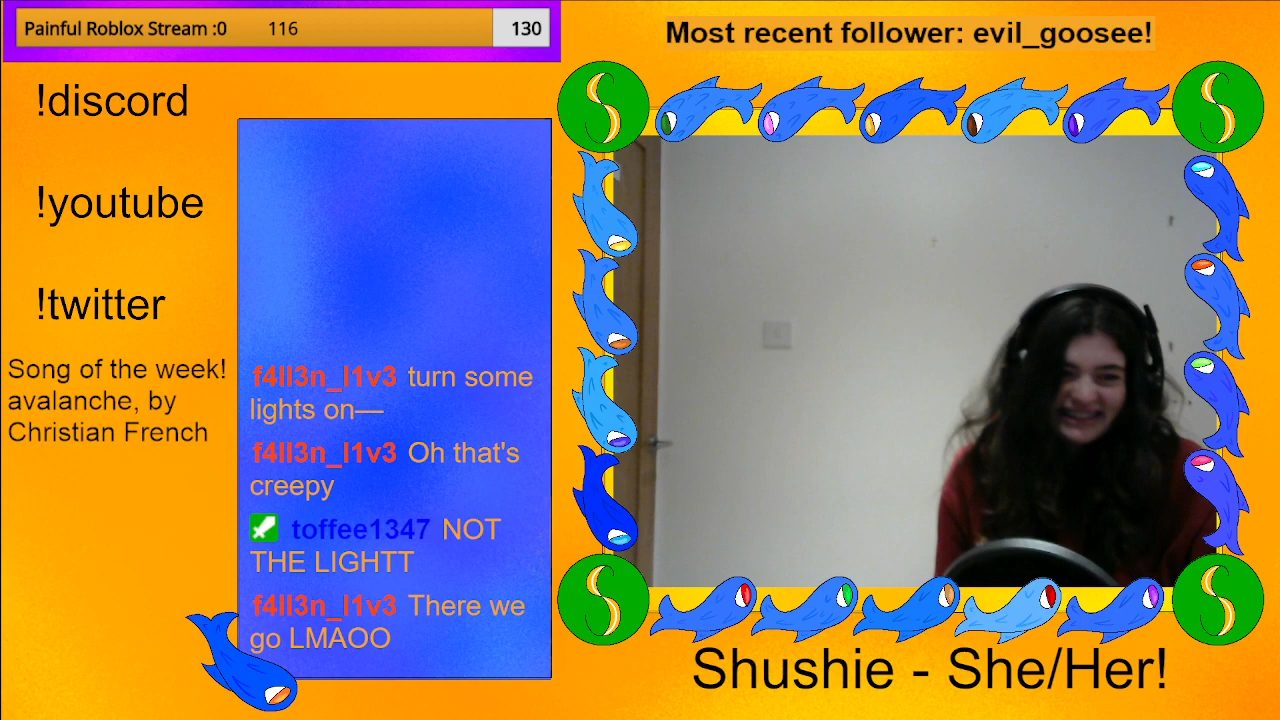 Painful Roblox Stream :0 116 130
Most recent follower: evil_goosee!
!discord
!youtube
!twitter
Song of the week!
avalanche, by
Christian French
f4ll3n_l1v3 turn some
lights on—
f4ll3n_l1v3 Oh that's
creepy
toffee1347 NOT
THE LIGHTT
f4ll3n_l1v3 There we
go LMAOO
S
S
S
S
Shushie - She/Her!